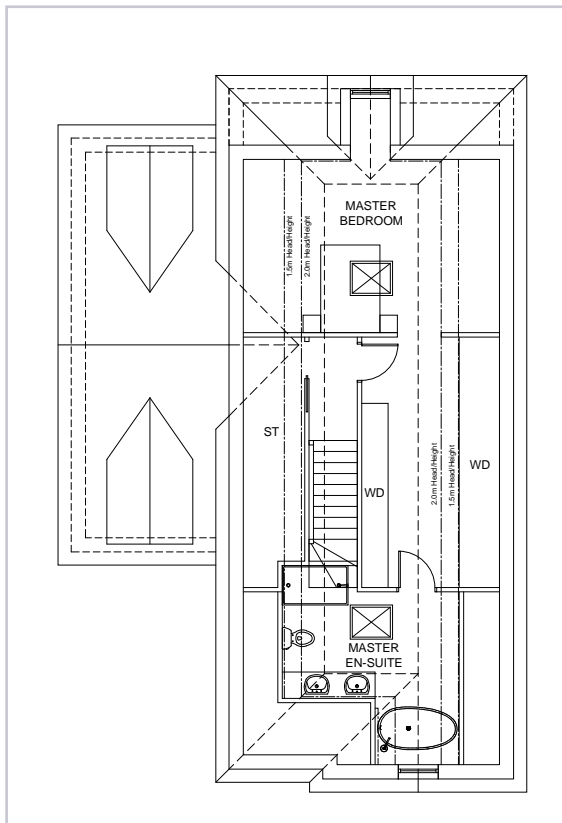 MASTER
BEDROOM
1.5m Head/Height
2.0m Head/Height
ST
WD
2.0m Head/Height
1.5m Head/Height
WD
MASTER
EN-SUITE